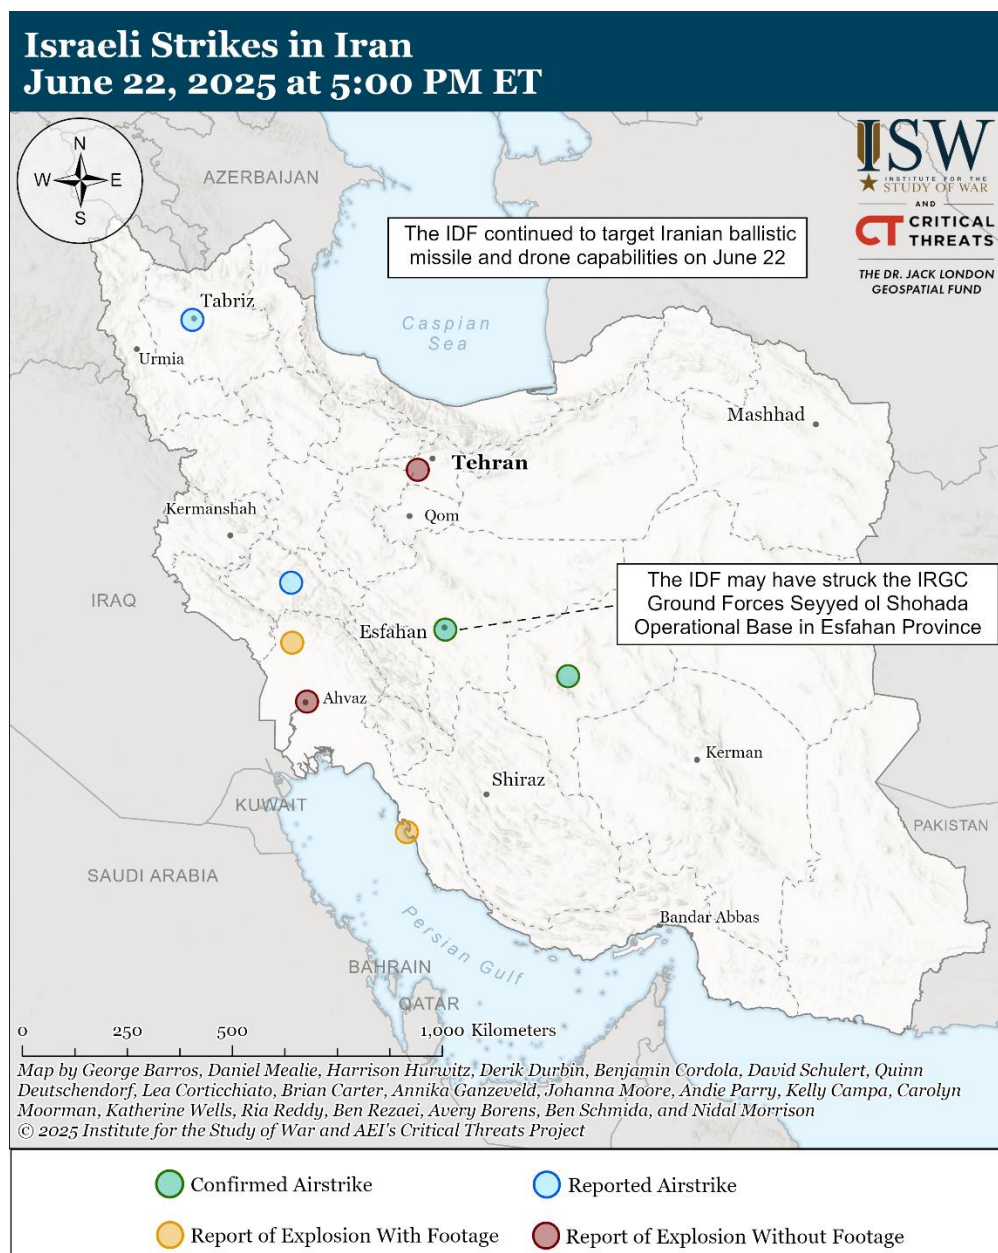 Israeli Strikes in Iran
June 22, 2025 at 5:00 PM ET
N
W
E
S
AZERBAIJAN
ISW
INSTITUTE FOR THE
STUDY OF WAR
AND
CT CRITICAL
THREATS
THE DR. JACK LONDON
GEOSPATIAL FUND
The IDF continued to target Iranian ballistic
missile and drone capabilities on June 22
Tabriz
Caspian
Sea
Urmia
Mashhad
Tehran
Kermanshah
Qom
The IDF may have struck the IRGC
Ground Forces Seyyed ol Shohada
Operational Base in Esfahan Province
IRAQ
Esfahan
Ahvaz
Kerman
Shiraz
KUWAIT
PAKISTAN
SAUDI ARABIA
Persian Gulf
Bandar Abbas
BAHRAIN
QATAR
0 250 500 1,000 Kilometers
Map by George Barros, Daniel Mealie, Harrison Hurwitz, Derik Durbin, Benjamin Cordola, David Schulert, Quinn
Deutschendorf, Lea Corticchiato, Brian Carter, Annika Ganzeveld, Johanna Moore, Andie Parry, Kelly Campa, Carolyn
Moorman, Katherine Wells, Ria Reddy, Ben Rezaei, Avery Borens, Ben Schmida, and Nidal Morrison
© 2025 Institute for the Study of War and AEI's Critical Threats Project
Confirmed Airstrike
Reported Airstrike
Report of Explosion With Footage
Report of Explosion Without Footage